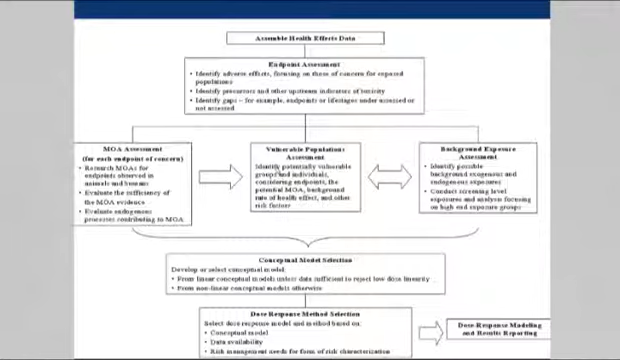 Assemble Health Effects Data
Endpoint Assessment
• Identify adverse effects, focusing on those of concern for exposed
populations
• Identify precursors and other upstream indicators of toxicity
• Identify gaps – for example, endpoints or lifestages under assessed or
not assessed
MOA Assessment
(for each endpoint of concern)
• Research MOAs for
endpoints observed in
animals and humans
• Evaluate the sufficiency of
the MOA evidence
• Evaluate endogenous
processes contributing to MOA
Vulnerable Populations
Assessment
Identify potentially vulnerable
groups and individuals,
considering endpoints, the
potential MOA, background
rate of health effect, and other
risk factors
Background Exposure
Assessment
• Identify possible
background exogenous and
endogenous exposures
• Conduct screening level
exposures and analysis focusing
on high end exposure groups
Conceptual Model Selection
Develop or select conceptual model:
• From linear conceptual models unless data sufficient to reject low dose linearity
• From non-linear conceptual models otherwise
Dose Response Method Selection
Select dose response model and method based on:
• Conceptual model
• Data availability
• Risk management needs for form of risk characterization
Dose-Response Modeling
and Results Reporting